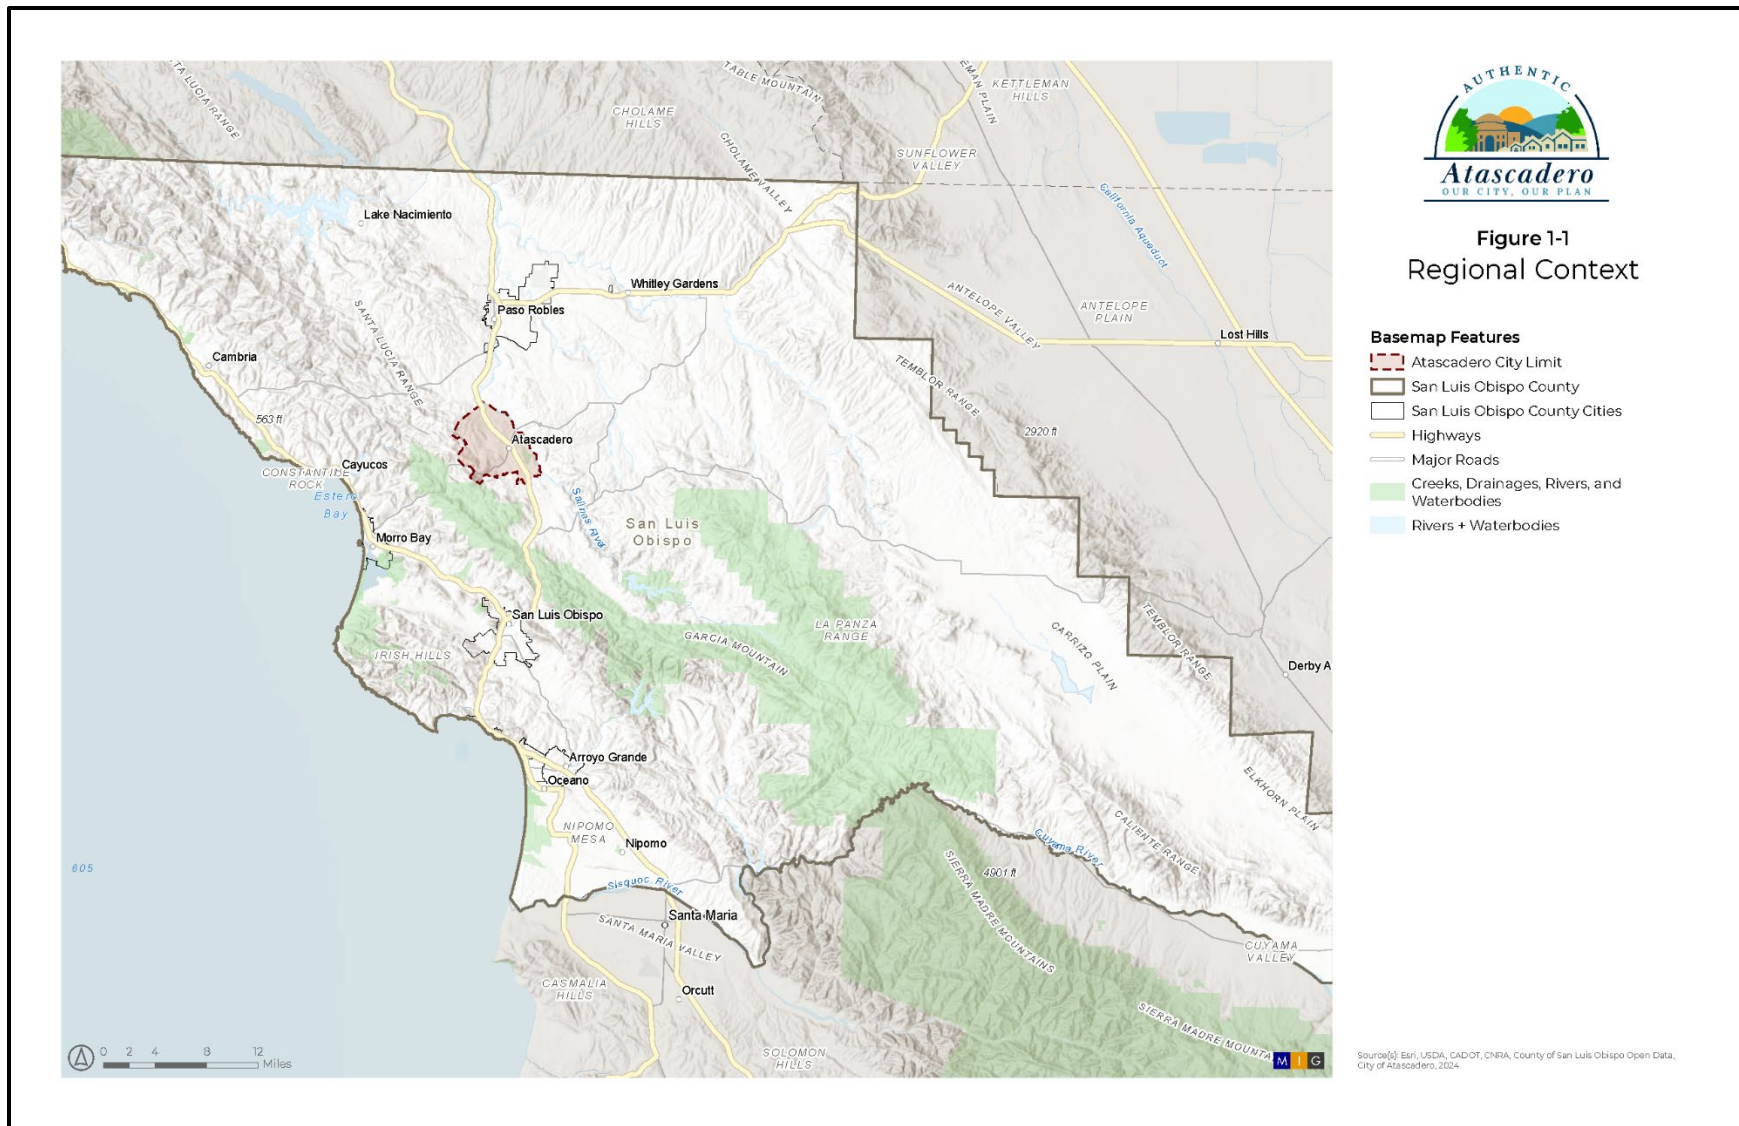 TA LUCIA RANGE
TABLE MOUNTAIN
EMAN PLAIN
KETTLEMAN
HILLS
CHOLAME
HILLS
CHOLAME VALLEY
SUNFLOWER
VALLEY
California Aqueduct
Lake Nacimiento
Whitley Gardens
Paso Robles
SANTA LUCIA RANGE
ANTELOPE VALLEY
ANTELOPE
PLAIN
Lost Hills
Cambria
TEMBLOR RANGE
563 ft
2920 ft
Atascadero
Cayucos
CONSTANTINE
ROCK
Estero
Bay
Salinas River
San Luis
Obispo
Morro Bay
San Luis Obispo
IRISH HILLS
GARCIA MOUNTAIN
LA PANZA
RANGE
CARRIZO PLAIN
TEMBLOR RANGE
Derby A
Arroyo Grande
Oceano
ELKHORN PLAIN
NIPOMO
MESA
Nipomo
Cuyama River
CALIENTE RANGE
605
Sisquoc River
4901 ft
SIERRA MADRE MOUNTAINS
Santa Maria
SANTA MARIA VALLEY
CUYAMA
VALLEY
CASMALIA
HILLS
Orcutt
SIERRA MADRE MOUNTA
SOLOMON
HILLS
0 2 4 8 12
Miles
M I G
AUTHENTIC
Atascadero
OUR CITY, OUR PLAN
Figure 1-1
Regional Context
Basemap Features
Atascadero City Limit
San Luis Obispo County
San Luis Obispo County Cities
Highways
Major Roads
Creeks, Drainages, Rivers, and
Waterbodies
Rivers + Waterbodies
Source(s): Esri, USDA, CADOT, CNRA, County of San Luis Obispo Open Data,
City of Atascadero, 2024.